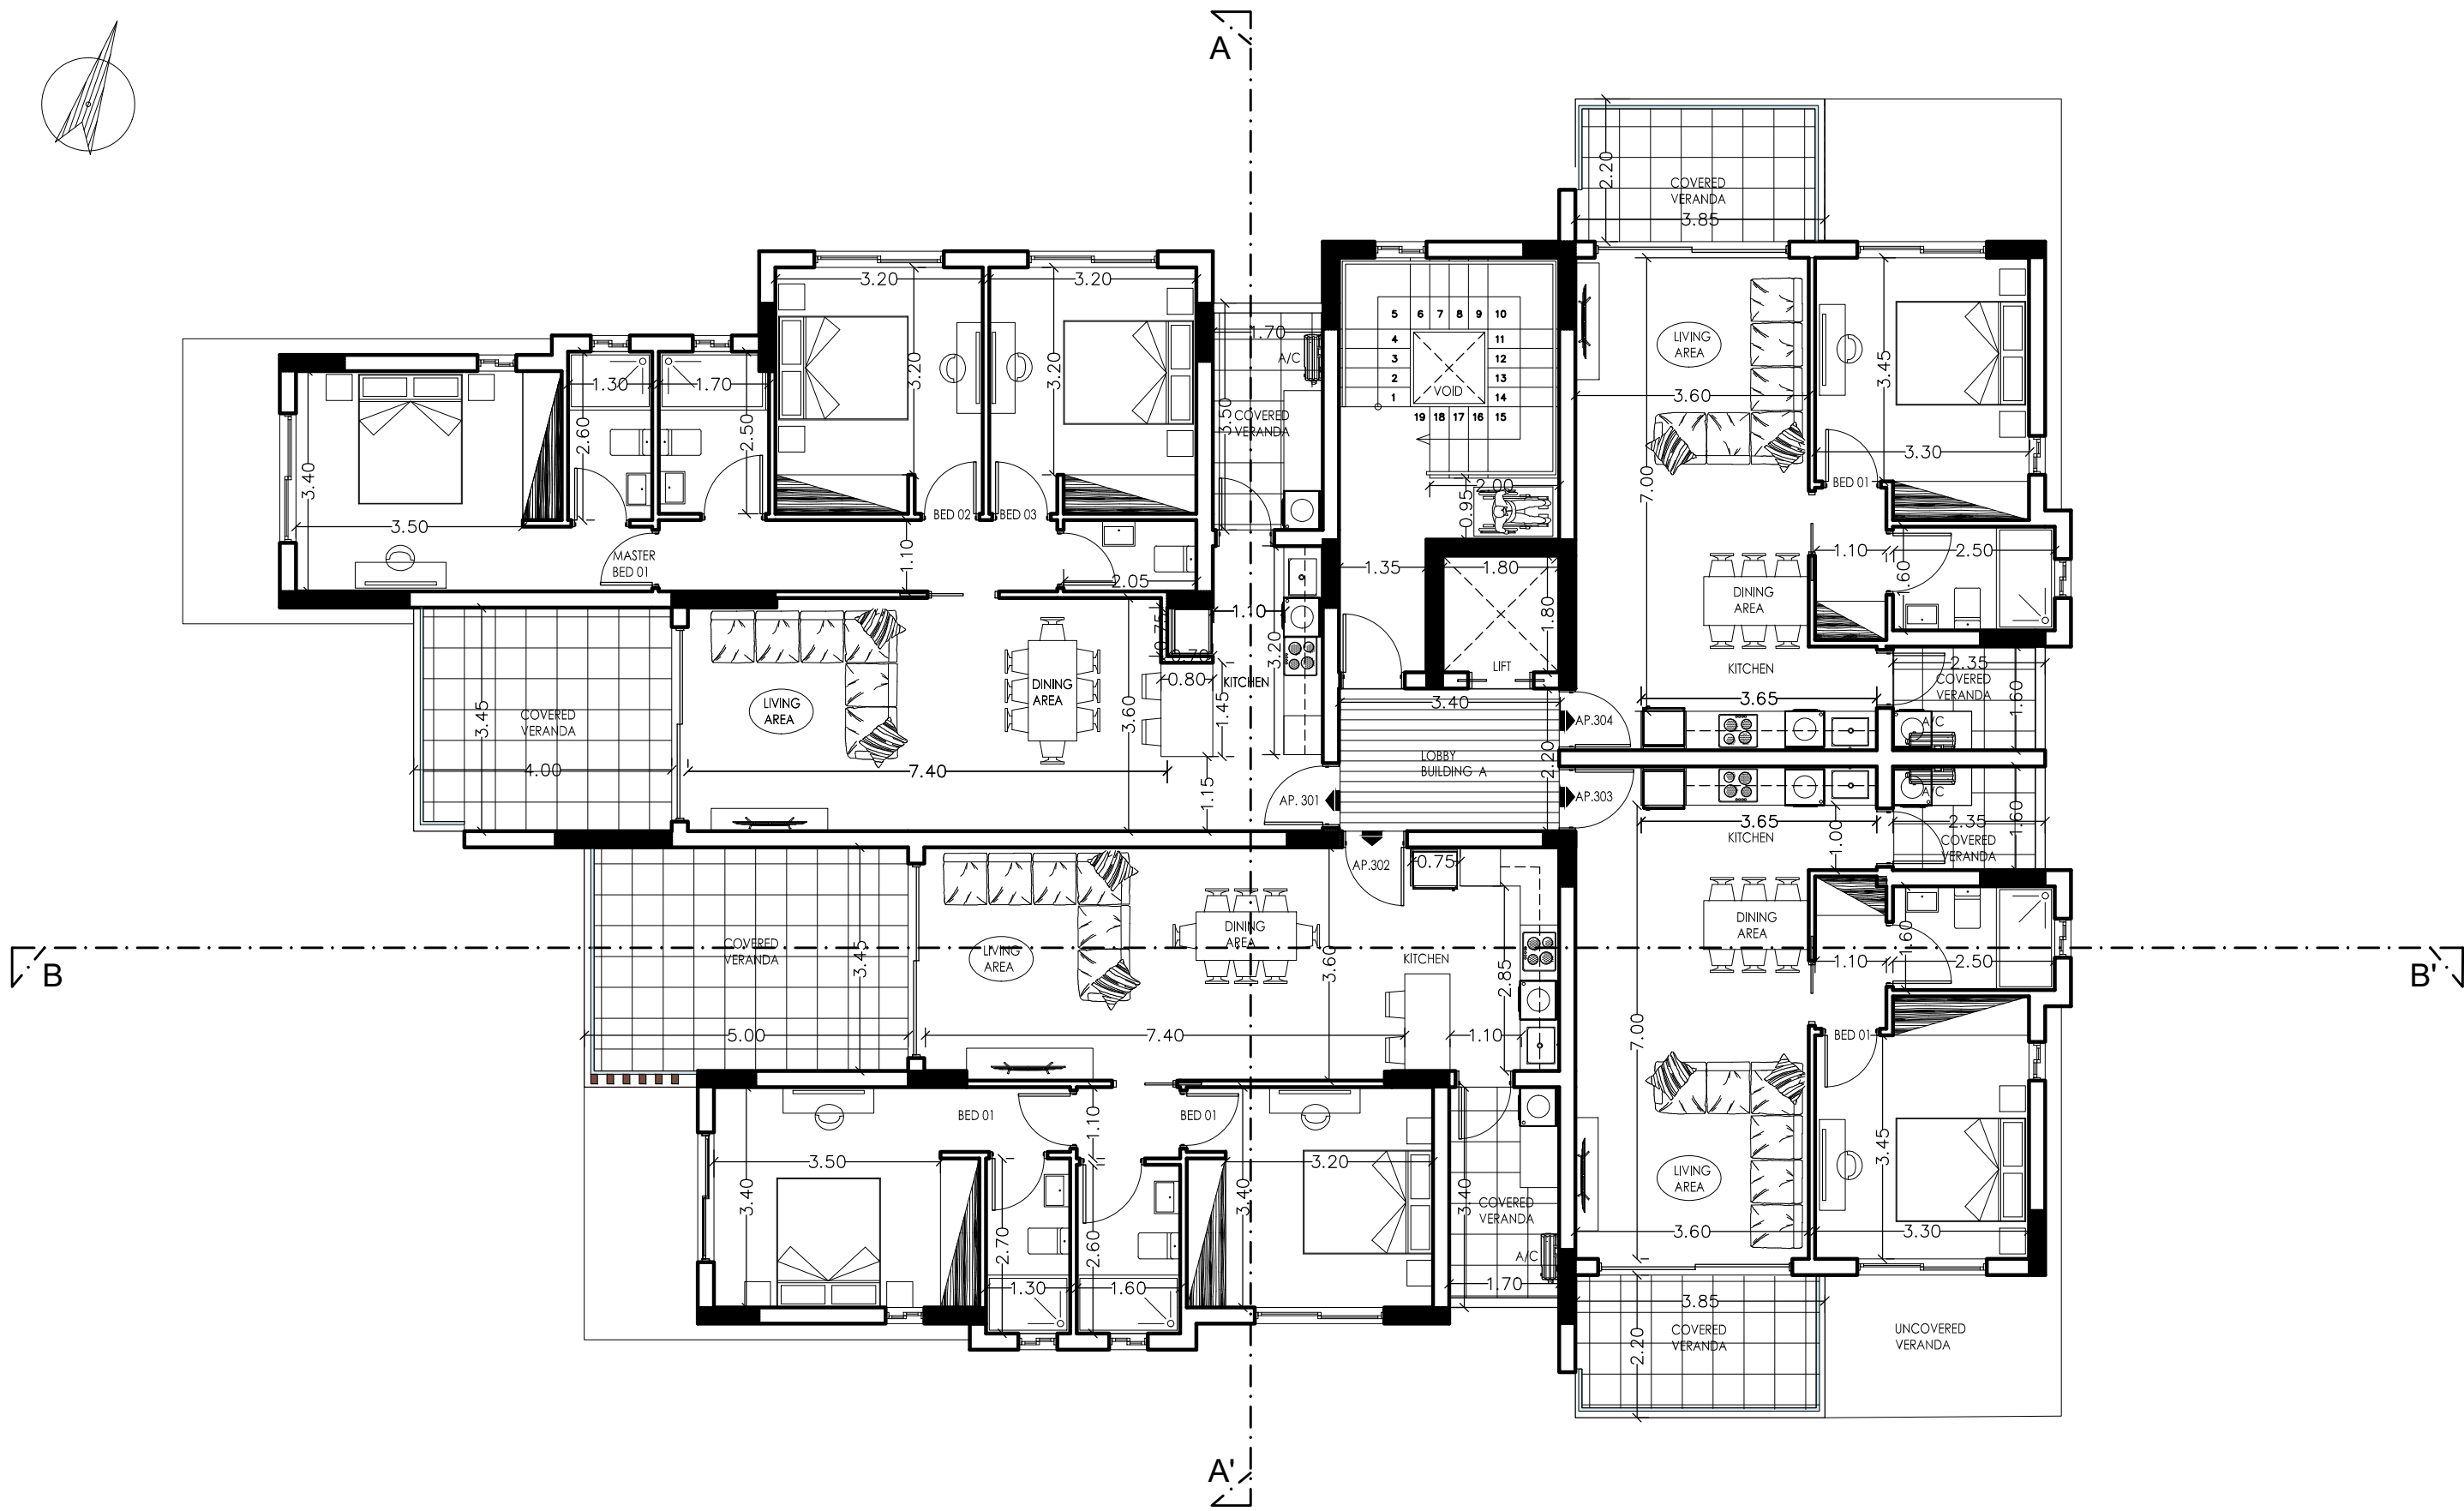 A
2.20
COVERED
VERANDA
3.85
3.20
3.20
1.70
A/C
3.50
COVERED
VERANDA
3.20
3.20
5 6 7 8 9 10
4 11
3 12
2 13
1 14
19 18 17 16 15
VOID
2.00
0.95
LIVING
AREA
3.45
3.60
3.30
7.00
BED 01
1.30
1.70
2.60
2.50
3.40
3.50
MASTER
BED 01
BED 02
BED 03
1.10
2.05
1.35
1.80
1.80
LIFT
1.10
2.50
1.60
DINING
AREA
KITCHEN
2.35
COVERED
VERANDA
1.60
3.65
A/C
1.10
0.75
0.70
3.20
0.80
KITCHEN
1.45
DINING
AREA
LIVING
AREA
3.60
3.45
COVERED
VERANDA
4.00
7.40
1.15
3.40
AP.304
LOBBY
BUILDING A
2.20
AP. 301
AP.303
AP.302
0.75
A/C
3.65
KITCHEN
1.00
2.35
COVERED
VERANDA
1.60
B
COVERED
VERANDA
3.45
5.00
LIVING
AREA
DINING
AREA
7.40
3.60
KITCHEN
2.85
1.10
DINING
AREA
1.60
1.10
2.50
B'
BED 01
7.00
3.45
LIVING
AREA
3.60
3.30
BED 01
1.10
BED 01
3.50
3.40
3.20
3.40
3.40
COVERED
VERANDA
A/C
1.70
2.70
2.60
1.30
1.60
3.85
COVERED
VERANDA
2.20
UNCOVERED
VERANDA
A'